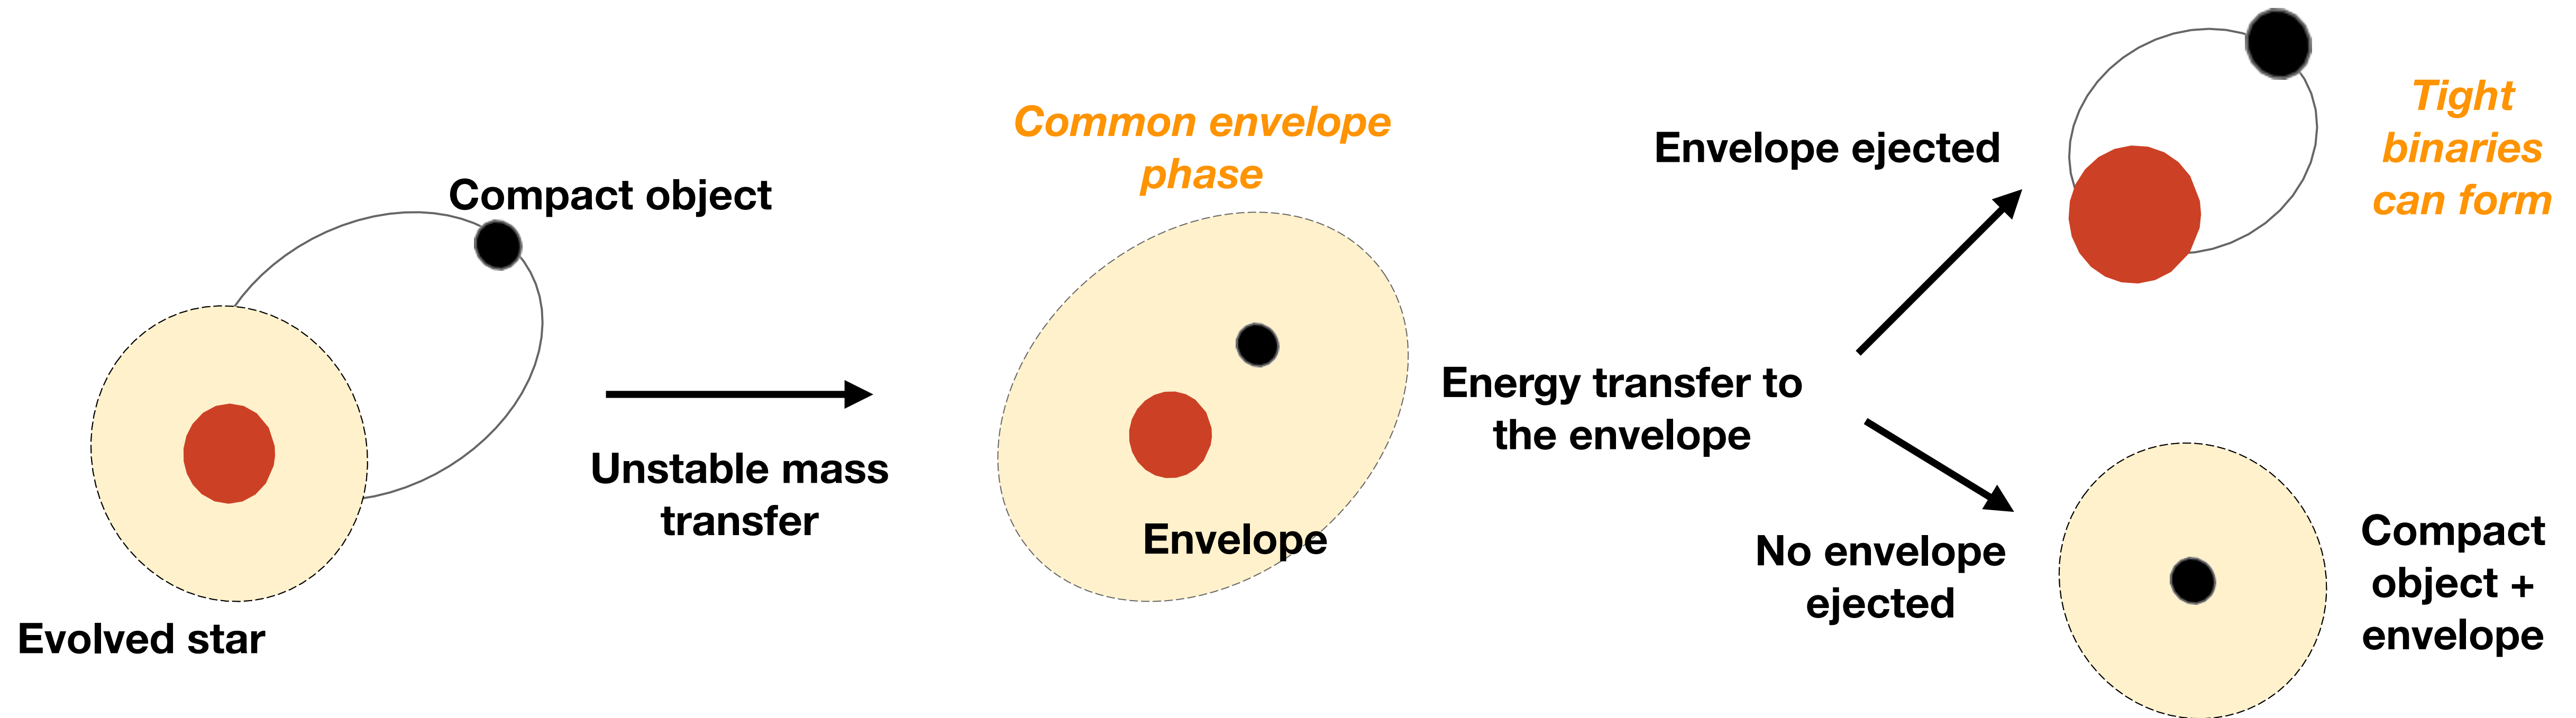 Compact object
Evolved star
Unstable mass
transfer
Common envelope
phase
Envelope
Energy transfer to
the envelope
Envelope ejected
Tight
binaries
can form
No envelope
ejected
Compact
object +
envelope